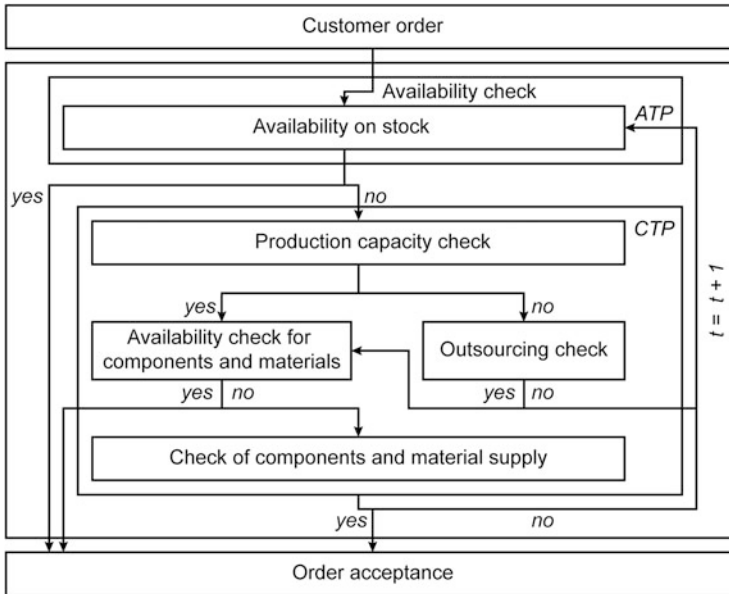 Customer order
Availability check
ATP
Availability on stock
yes
no
CTP
Production capacity check
t = t + 1
yes
no
Availability check for
components and materials
Outsourcing check
yes no
yes no
Check of components and material supply
yes
no
Order acceptance